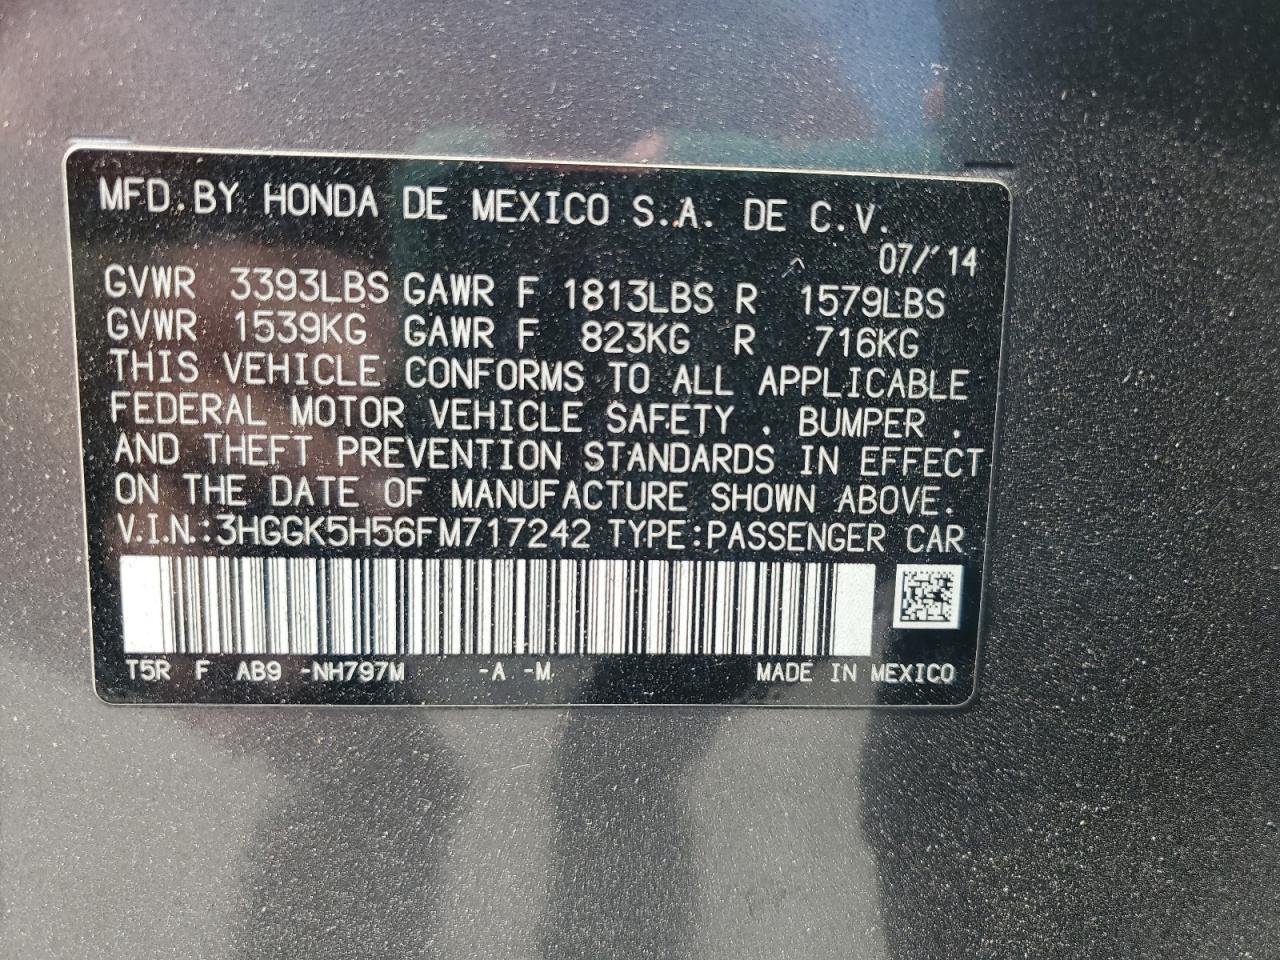 MFD.BY HONDA DE MEXICO S.A. DE C.V.
07/'14
GVWR 3393LBS GAWR F 1813LBS R 1579LBS
GVWR 1539KG GAWR F 823KG R 716KG
THIS VEHICLE CONFORMS TO ALL APPLICABLE
FEDERAL MOTOR VEHICLE SAFETY , BUMPER ,
AND THEFT PREVENTION STANDARDS IN EFFECT
ON THE DATE OF MANUFACTURE SHOWN ABOVE.
V.I.N.:3HGGK5H56FM717242 TYPE:PASSENGER CAR
T5R F AB9 -NH797M -A -M MADE IN MEXICO